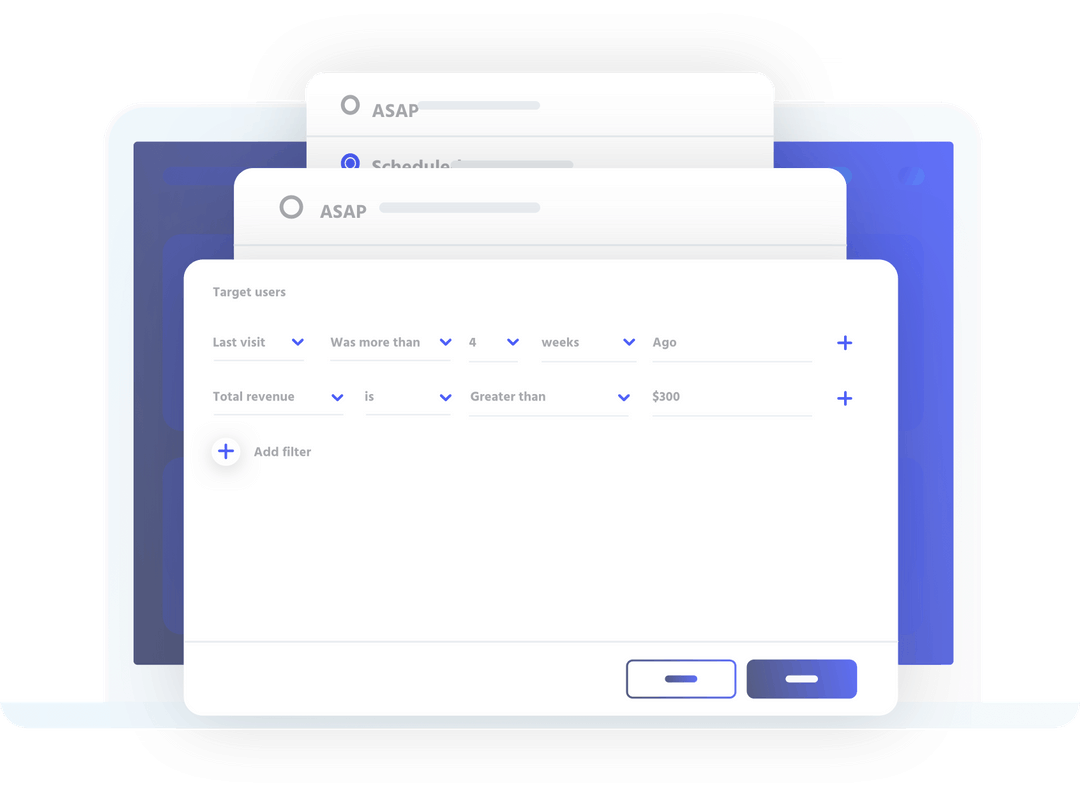 ASAP
Schedule
ASAP
Target users
Last visit Was more than 4 weeks Ago
Total revenue is Greater than $300
Add filter